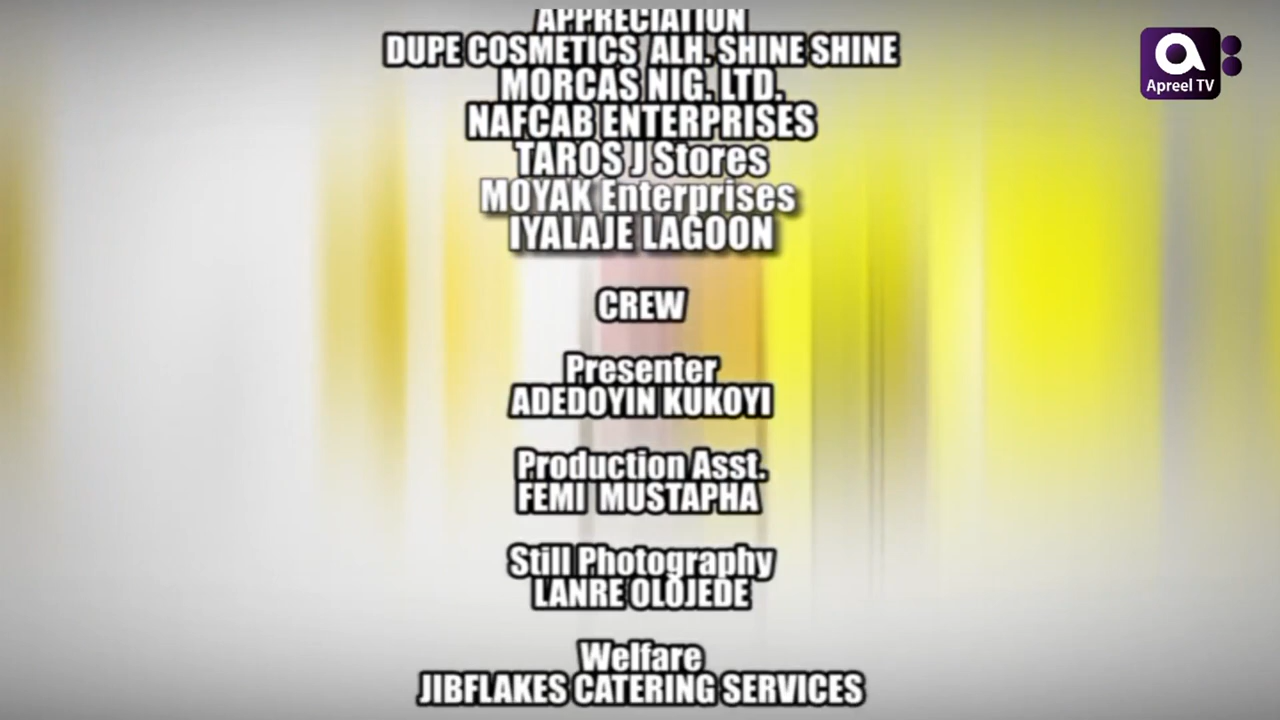 APPRECIATION
DUPE COSMETICS ALH. SHINE SHINE
MORCAS NIG. LTD.
NAFCAB ENTERPRISES
TAROS J Stores
MOYAK Enterprises
IYALAJE LAGOON
CREW
Presenter
ADEDOYIN KUKOYI
Production Asst.
FEMI MUSTAPHA
Still Photography
LANRE OLOJEDE
Welfare
JIBFLAKES CATERING SERVICES
Apreel TV